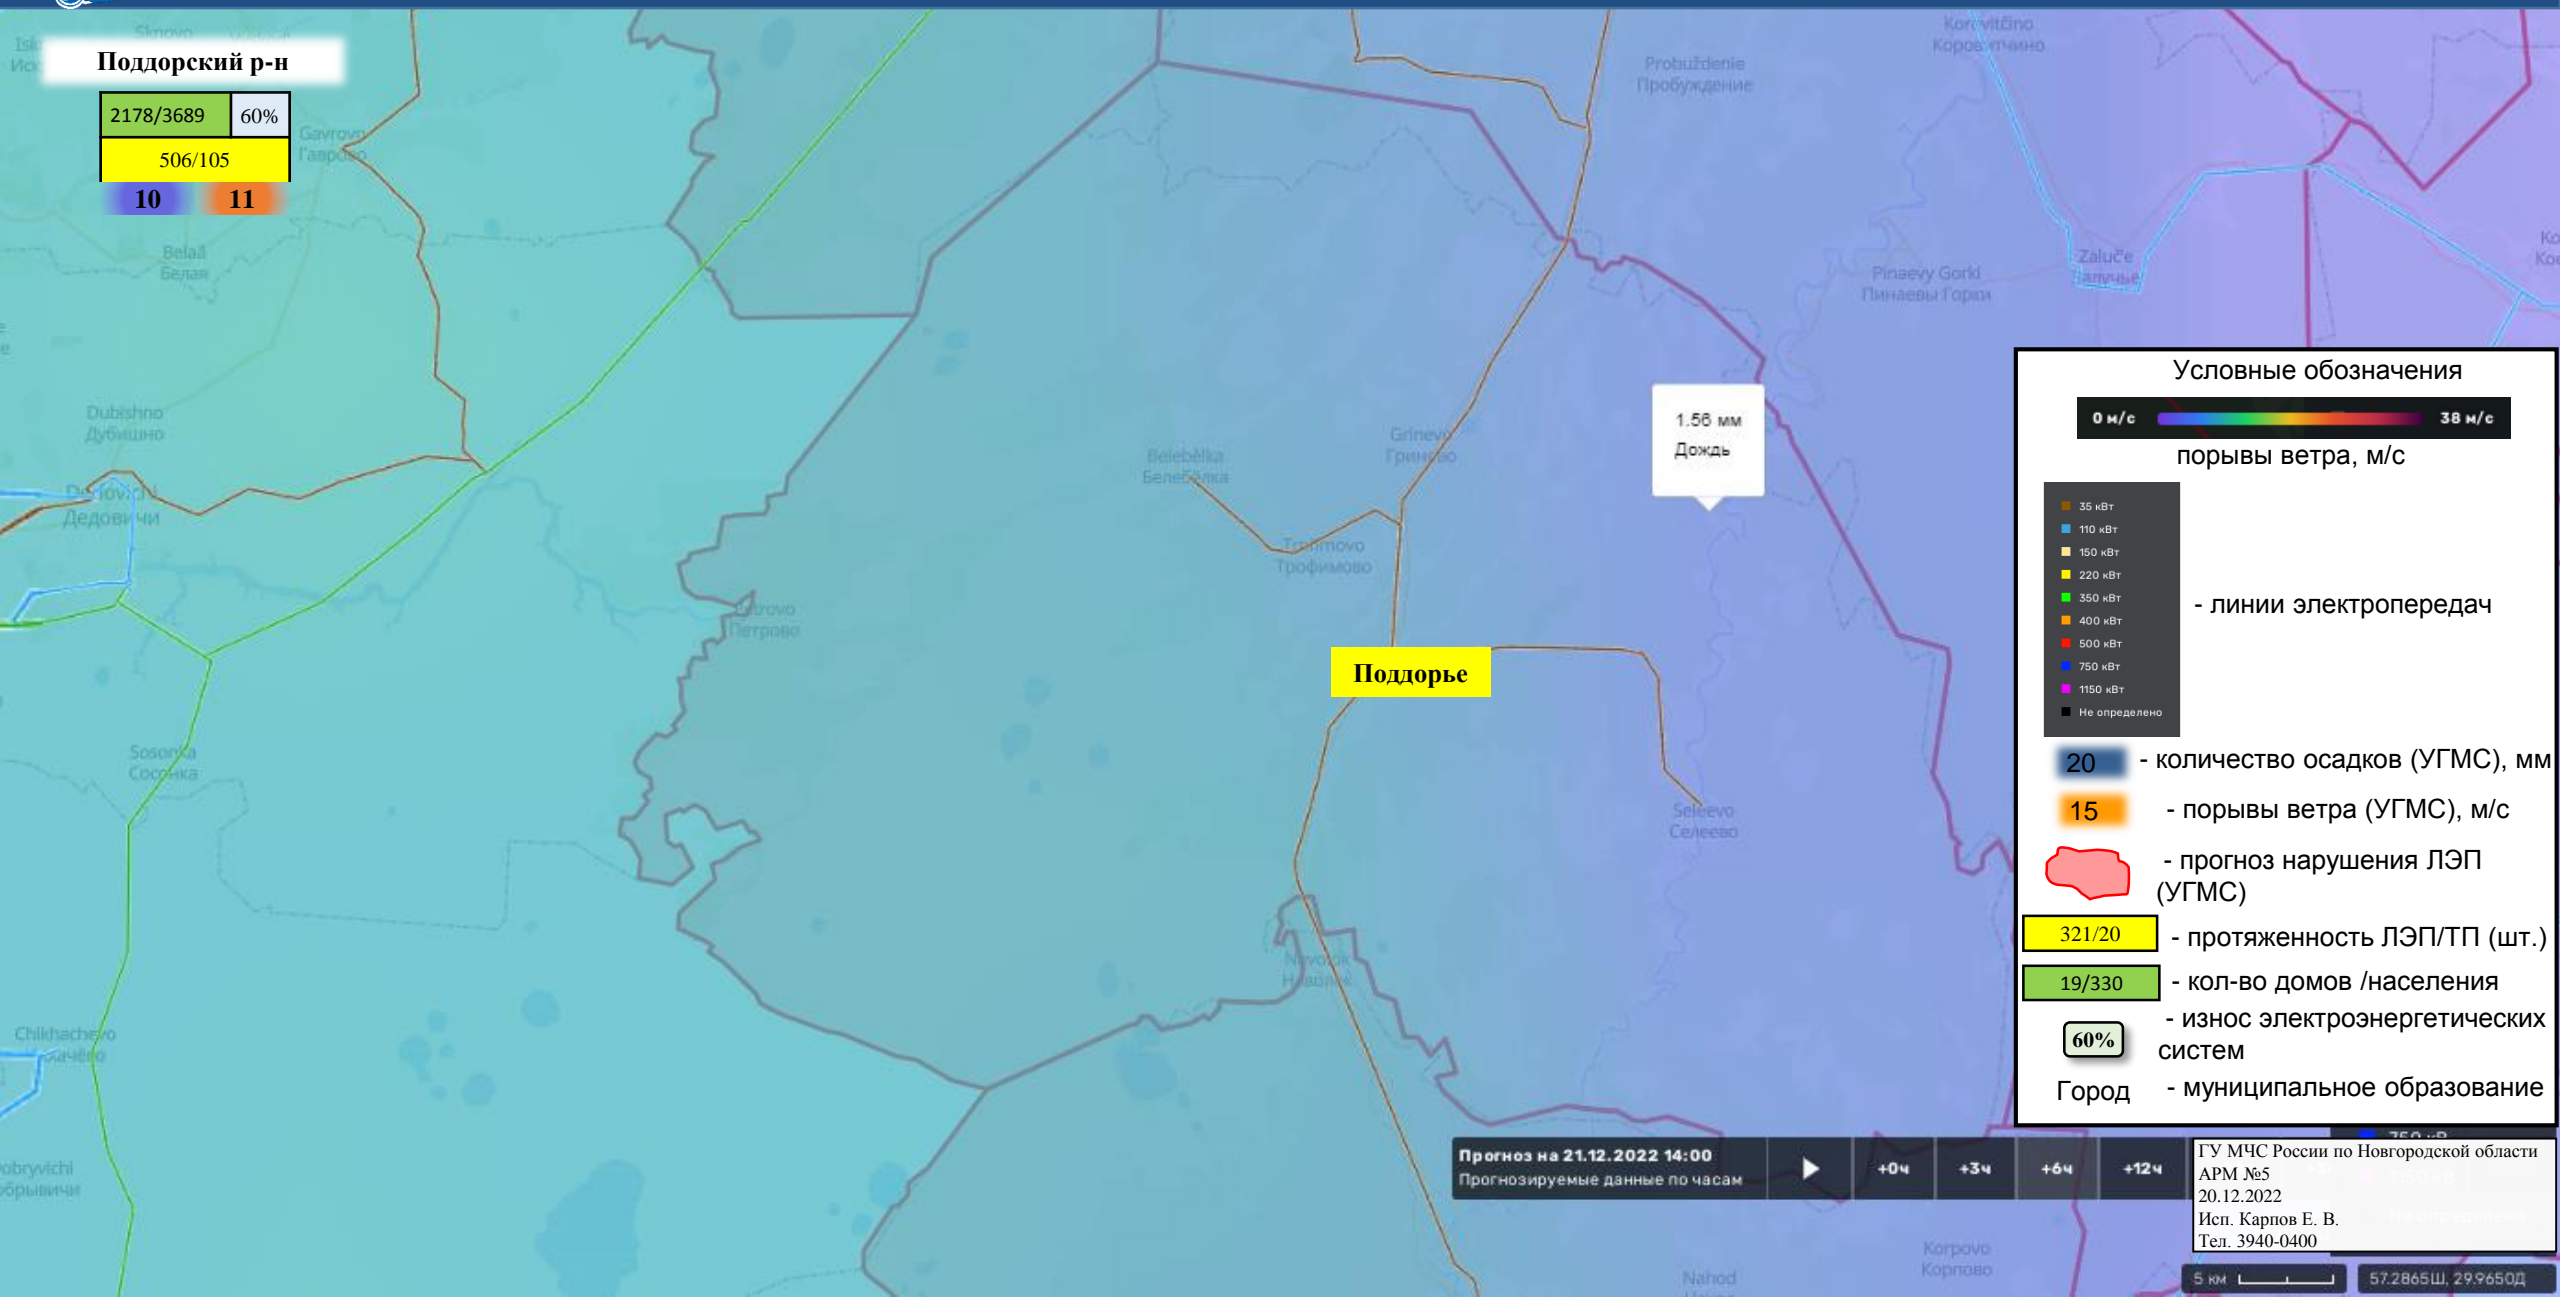 Поддорский р-н
2178/3689 60%
506/105
10 11
Gavrovo
Belaâ
Белая
Dubishno
Дубишно
Дедовичи
Sosonka
Сосонка
Chikhachevo
Petrovo
Петрово
Belebëlka
Белебёлка
Grinevo
Гринёво
Trofimovo
Трофимово
Поддорье
Seleevo
Селеево
Navolok
Наволок
Probuždenie
Пробуждение
Korovitčino
Коровитчино
Pinaevy Gorki
Пинаевы Горки
Zaluč'e
Залучье
1.56 мм
Дождь
Korpovo
Корпово
Nahod
Условные обозначения
0 м/с 38 м/с
порывы ветра, м/с
35 кВт
110 кВт
150 кВт
220 кВт
350 кВт
400 кВт
500 кВт
750 кВт
1150 кВт
Не определено
- линии электропередач
20 - количество осадков (УГМС), мм
15 - порывы ветра (УГМС), м/с
- прогноз нарушения ЛЭП
(УГМС)
321/20 - протяженность ЛЭП/ТП (шт.)
19/330 - кол-во домов /населения
60% - износ электроэнергетических
систем
Город - муниципальное образование
Прогноз на 21.12.2022 14:00
Прогнозируемые данные по часам
+0ч +3ч +6ч +12ч
ГУ МЧС России по Новгородской области
АРМ №5
20.12.2022
Исп. Карпов Е. В.
Тел. 3940-0400
5 км
57.2865Ш, 29.9650Д